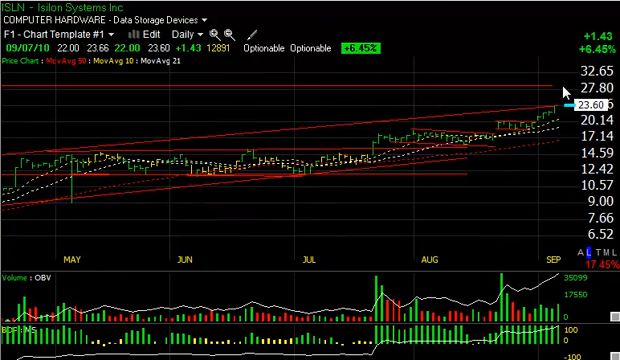 ISLN - Isilon Systems Inc
COMPUTER HARDWARE - Data Storage Devices
F1 - Chart Template #1 Edit Daily
+1.43
9/07/10 22.00 23.66 22.00 23.60 +1.43 12891 Optionable Optionable +6.45% +6.45%
Price Chart : MovAvg 50 : MovAvg 10 : MovAvg 21
32.65
27.80
23.60
20.14
17.14
14.59
12.42
10.57
9.00
7.66
6.52
A L T M L
MAY JUN JUL AUG SEP 17.45%
Volume : OBV
35099
17550
100
0
-100